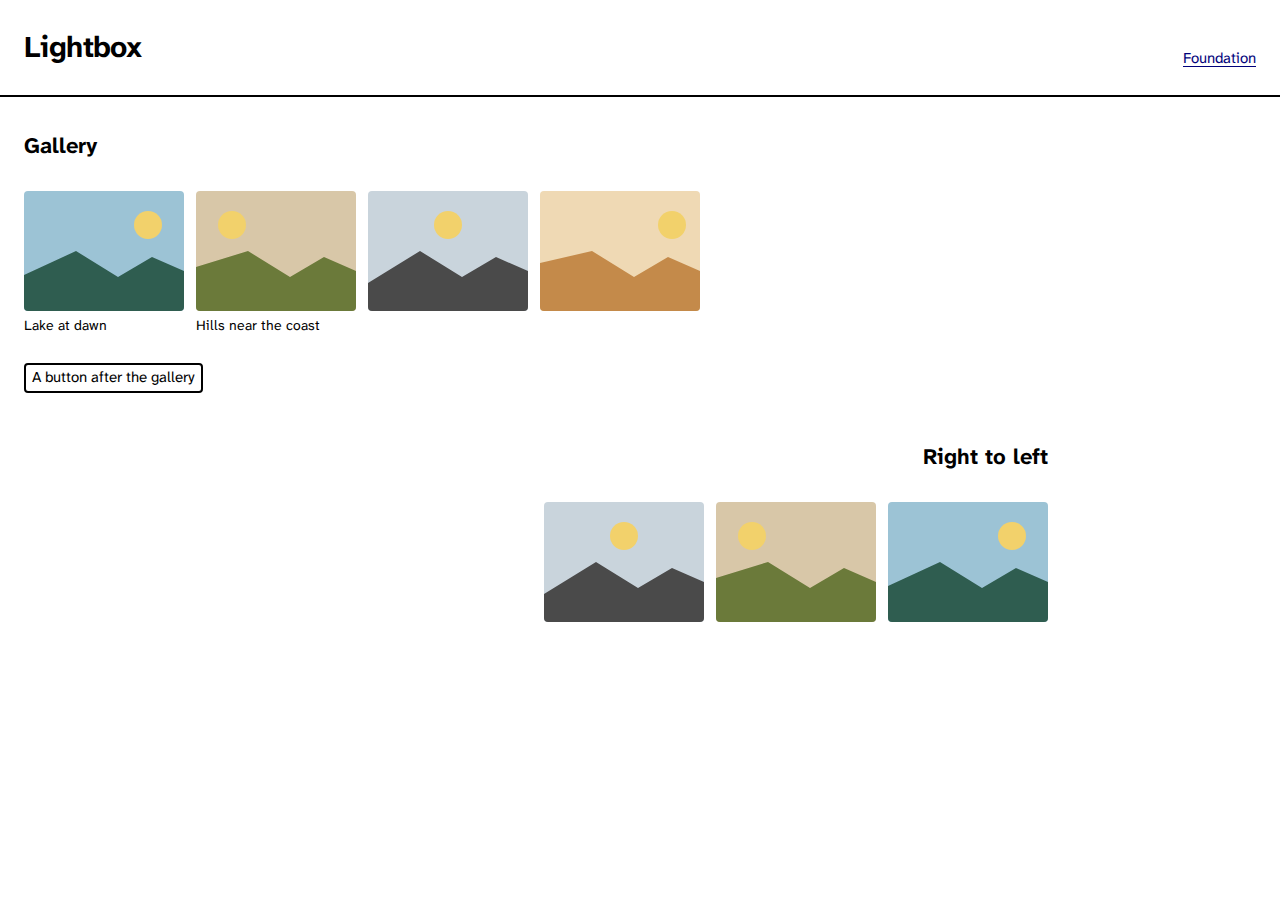 Lightbox
Foundation
Gallery
Lake at dawn
Hills near the coast
A button after the gallery
Right to left